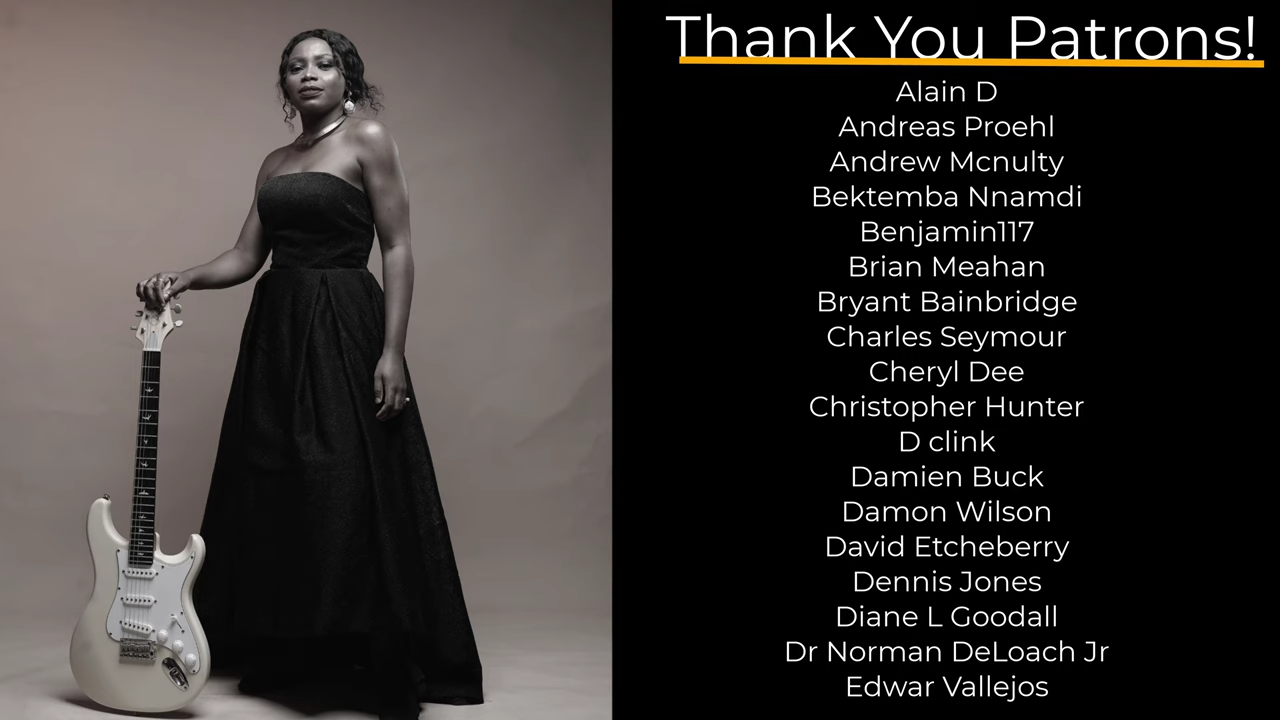 Thank You Patrons!
Alain D
Andreas Proehl
Andrew Mcnulty
Bektemba Nnamdi
Benjamin117
Brian Meahan
Bryant Bainbridge
Charles Seymour
Cheryl Dee
Christopher Hunter
D clink
Damien Buck
Damon Wilson
David Etcheberry
Dennis Jones
Diane L Goodall
Dr Norman DeLoach Jr
Edwar Vallejos